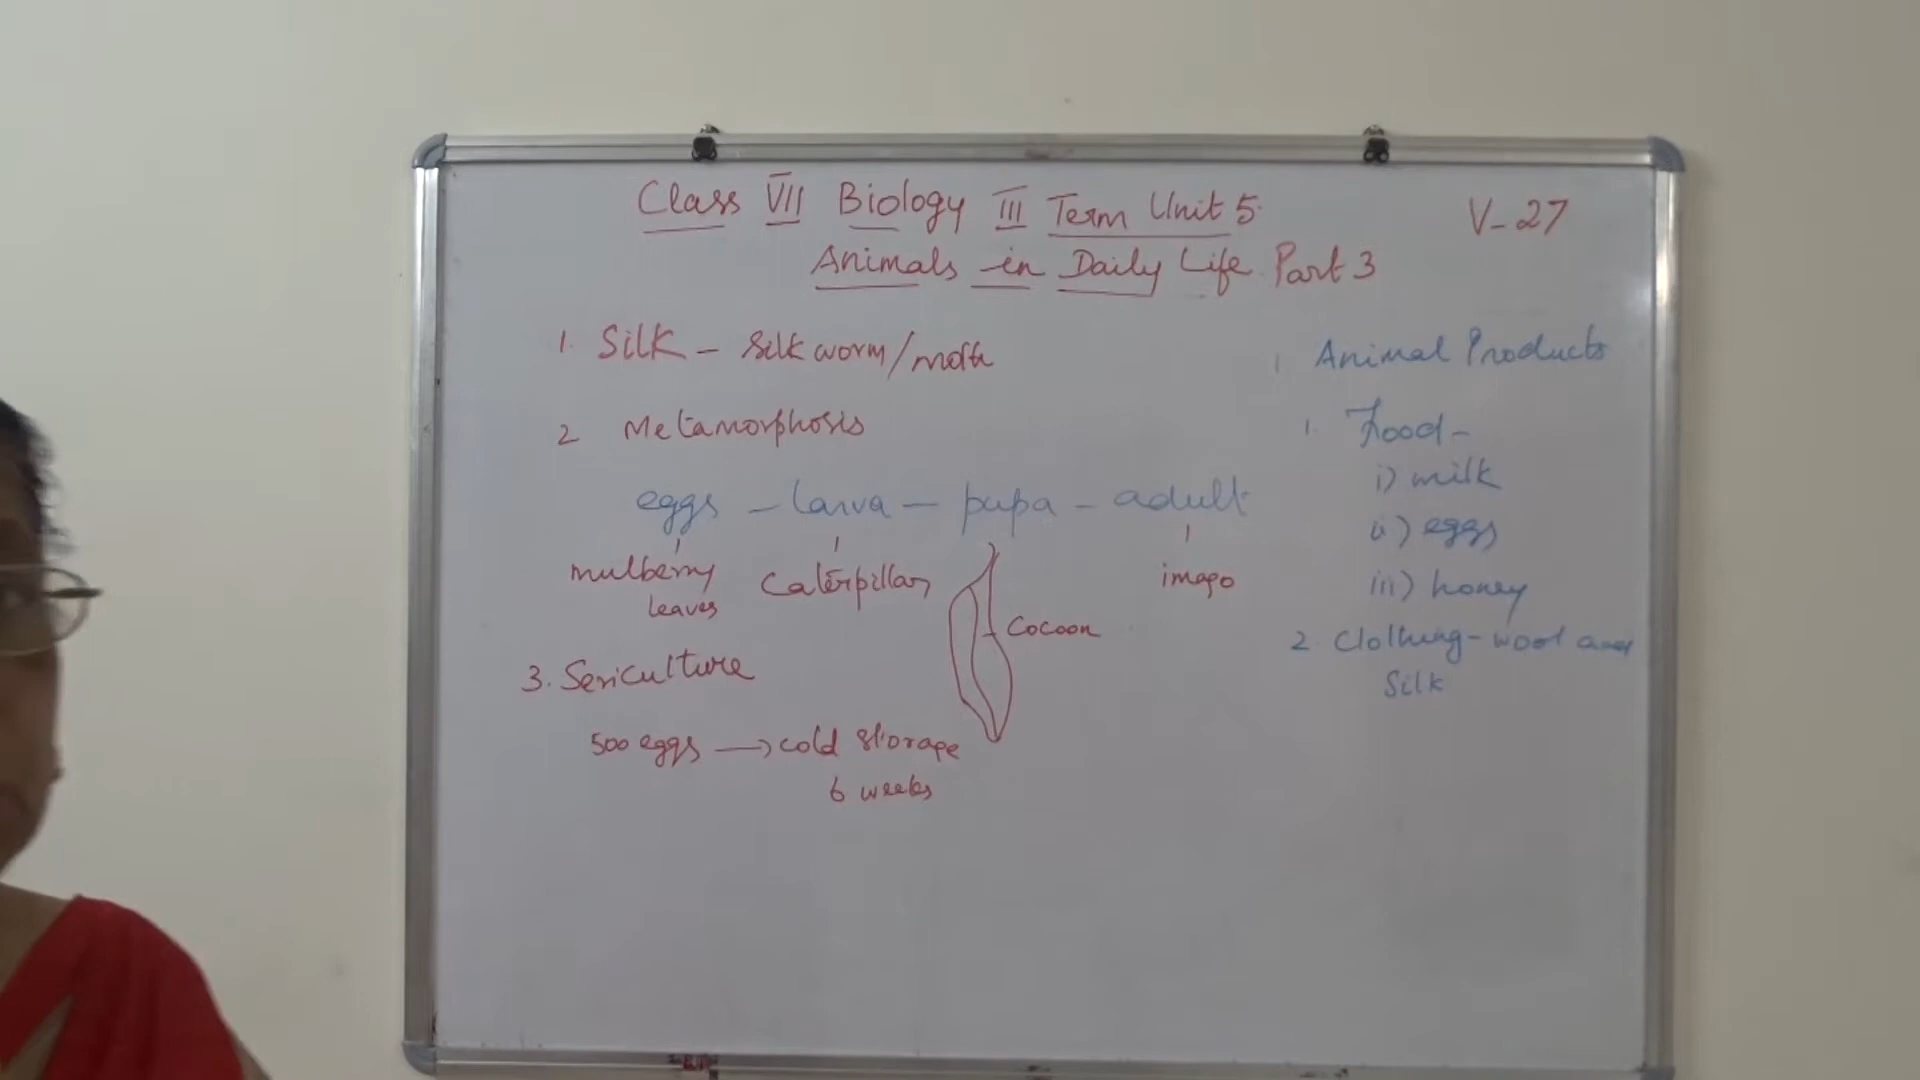 Class VII Biology III Term Unit 5.
V-27
Animals in Daily Life Part 3
1. Silk - Silk worm/moth
2 Metamorphosis
eggs - larva - pupa - adult
mulberry leaves
Caterpillar
Cocoon
imago
3. Sericulture
500 eggs → cold storage
6 weeks
Animal Products
1. Food -
i) milk
ii) eggs
iii) honey
2. Clothing - wool and
Silk